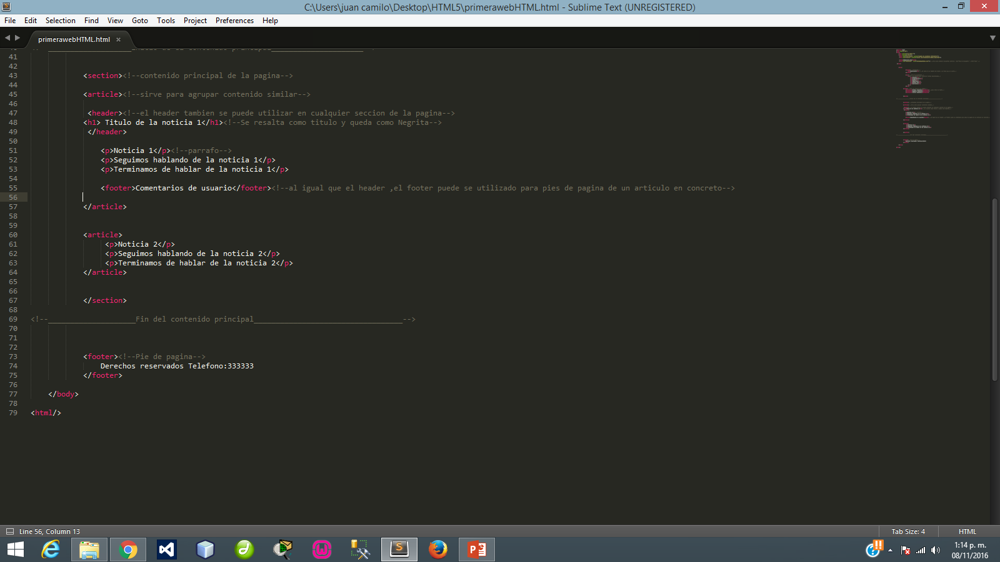 C:\Users\juan camilo\Desktop\HTML5\primerawebHTML.html - Sublime Text (UNREGISTERED)
File Edit Selection Find View Goto Tools Project Preferences Help
primerawebHTML.html ×
41
42
43 <section><!--contenido principal de la pagina-->
44
45 <article><!--sirve para agrupar contenido similar-->
46
47 <header><!--el header tambien se puede utilizar en cualquier seccion de la pagina-->
48 <h1> Titulo de la noticia 1</h1><!--Se resalta como titulo y queda como Negrita-->
49 </header>
50
51 <p>Noticia 1</p><!--parrafo-->
52 <p>Seguimos hablando de la noticia 1</p>
53 <p>Terminamos de hablar de la noticia 1</p>
54
55 <footer>Comentarios de usuario</footer><!--al igual que el header ,el footer puede se utilizado para pies de pagina de un articulo en concreto-->
56
57 </article>
58
59
60 <article>
61 <p>Noticia 2</p>
62 <p>Seguimos hablando de la noticia 2</p>
63 <p>Terminamos de hablar de la noticia 2</p>
64 </article>
65
66
67 </section>
68
69 <!--____________________Fin del contenido principal__________________________________-->
70
71
72
73 <footer><!--Pie de pagina-->
74 Derechos reservados Telefono:333333
75 </footer>
76
77 </body>
78
79 <html/>
Line 56, Column 13 Tab Size: 4 HTML
1:14 p. m.
08/11/2016